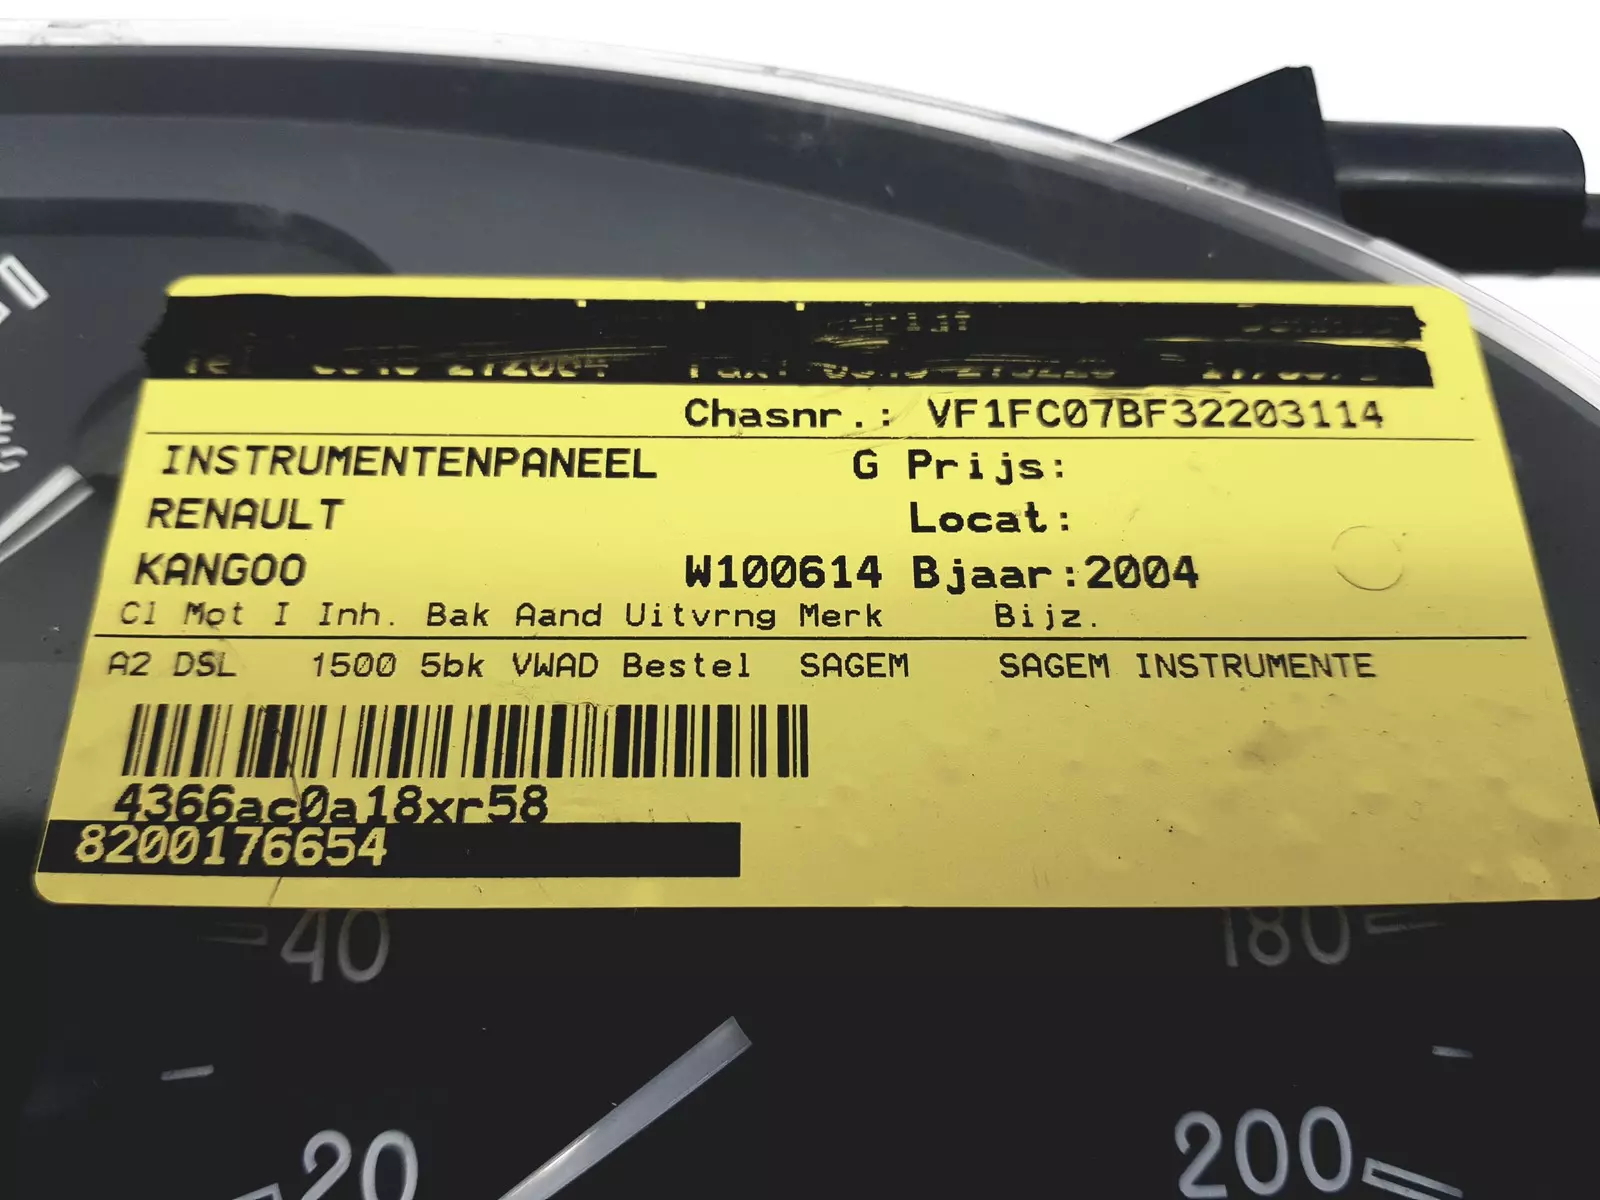 Chasnr.: VF1FC07BF32203114
INSTRUMENTENPANEEL G Prijs:
RENAULT Locat:
KANGOO W100614 Bjaar:2004
Cl Mot I Inh. Bak Aand Uitvrng Merk Bijz.
A2 DSL 1500 5bk VWAD Bestel SAGEM SAGEM INSTRUMENTE
4366ac0a18xr58
8200176654
40 180
20 200